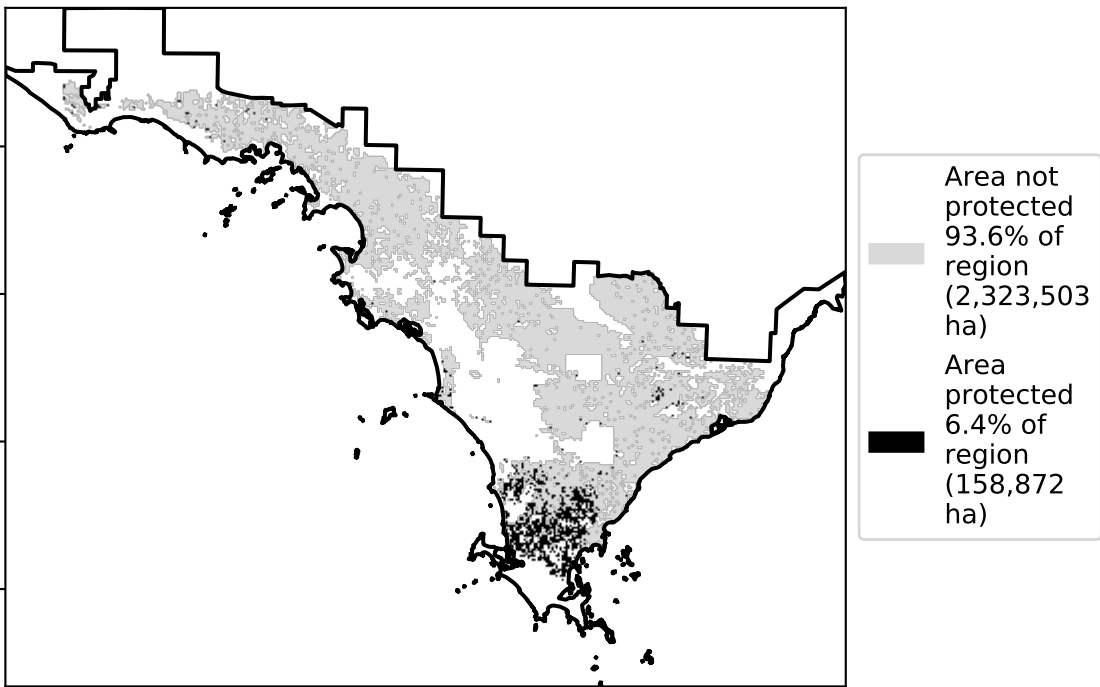 Area not
protected
93.6% of
region
(2,323,503
ha)
Area
protected
6.4% of
region
(158,872
ha)